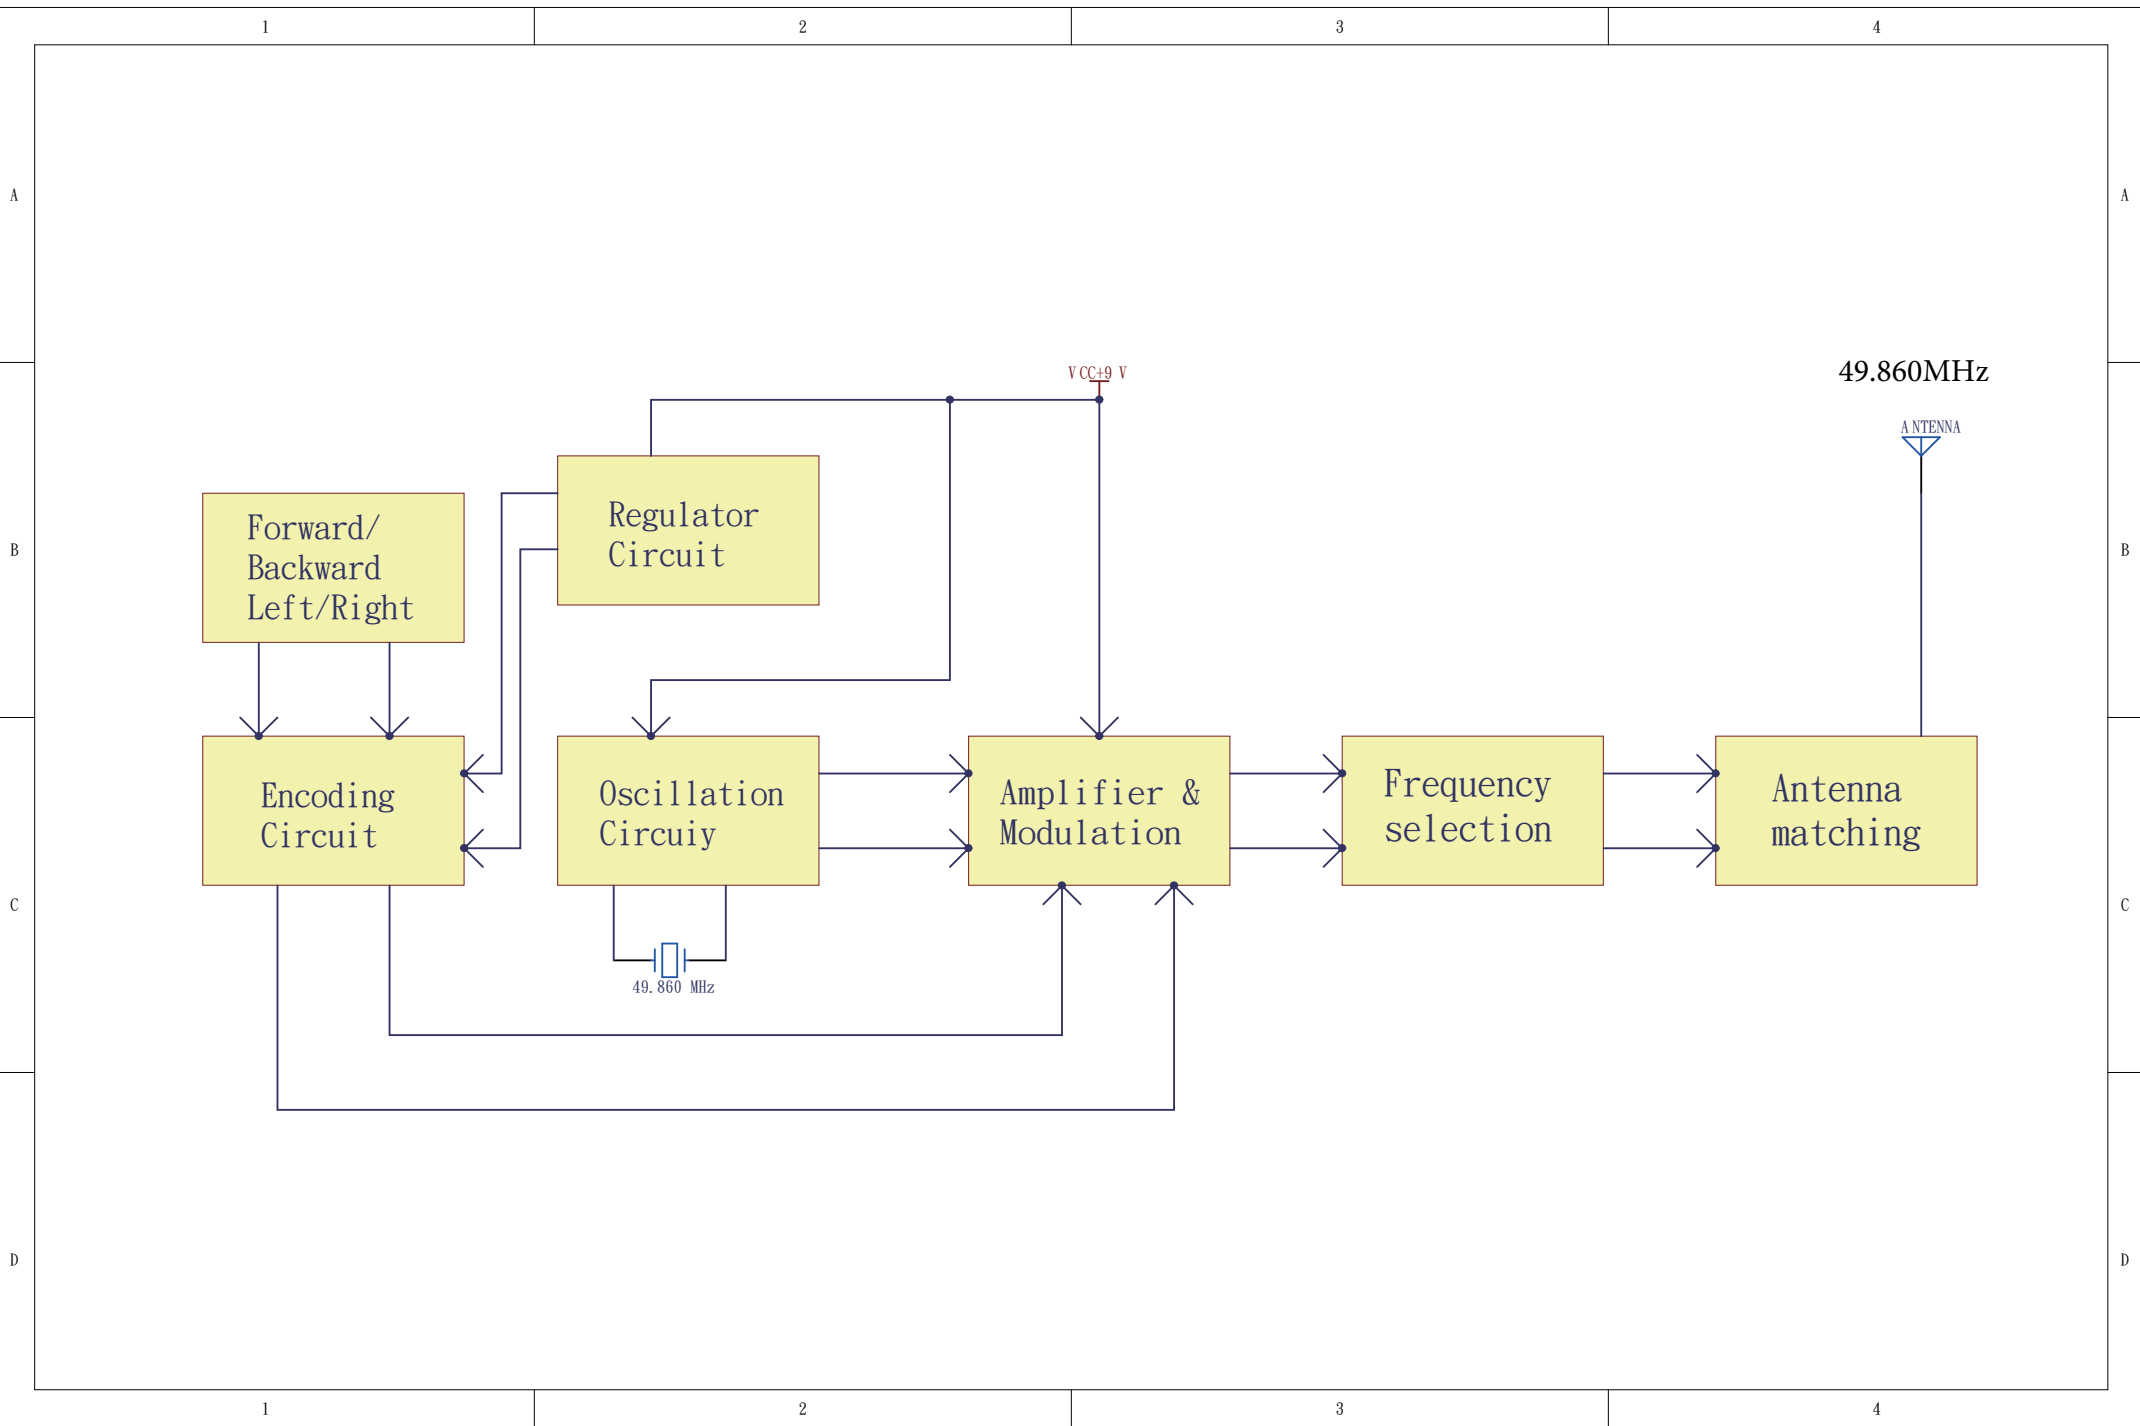 1 2 3 4
A A
VCC+9 V
49.860MHz
ANTENNA
Regulator
Circuit
Forward/
Backward
Left/Right
B B
Encoding
Circuit
Oscillation
Circuiy
Amplifier &
Modulation
Frequency
selection
Antenna
matching
C C
49.860 MHz
D D
1 2 3 4